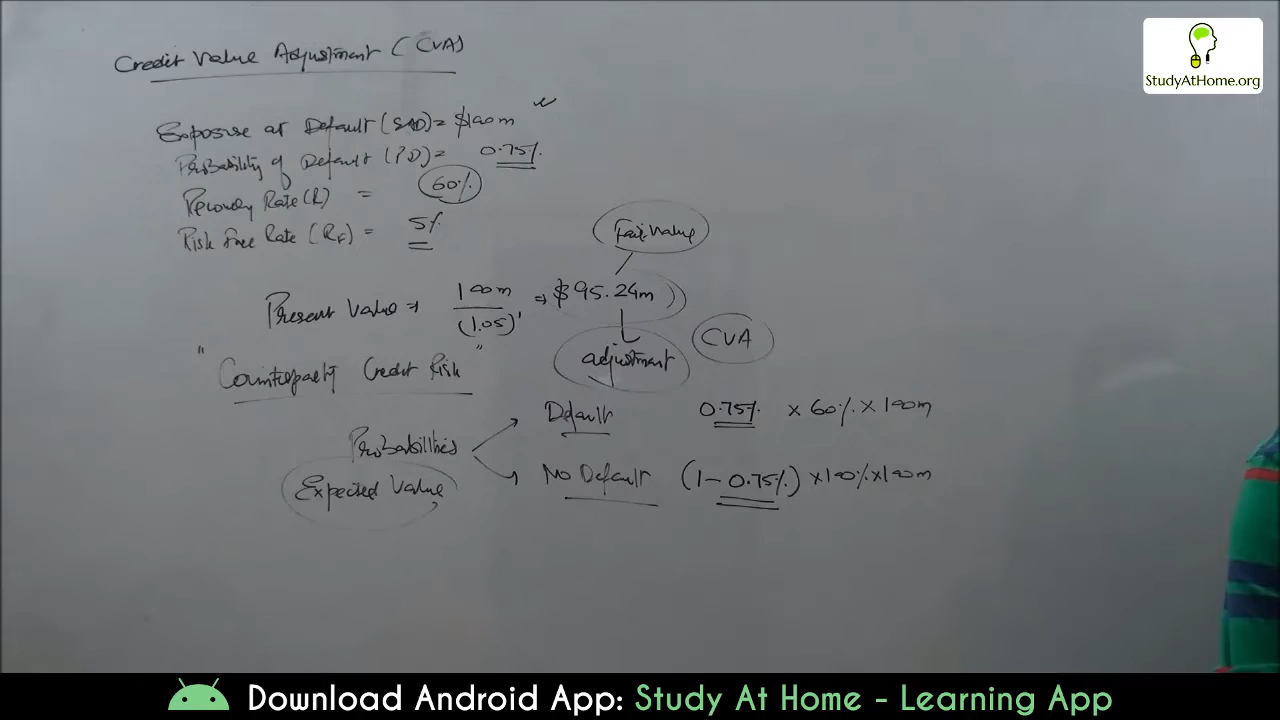 Credit Value Adjustment (CVA)
StudyAtHome.org
Exposure at Default (EAD) = $100m
Probability of Default (PD) = 0.75%
Recovery Rate (R) = 60%
Risk Free Rate (RF) = 5%
Fair Value
Present Value ⇒ 100m / (1.05)¹ ⇒ $95.24m
adjustment
CVA
"Counterparty Credit Risk"
Default 0.75% × 60% × 100m
Probabilities
No Default (1 - 0.75%) × 100% × 100m
Expected Value
Download Android App: Study At Home - Learning App